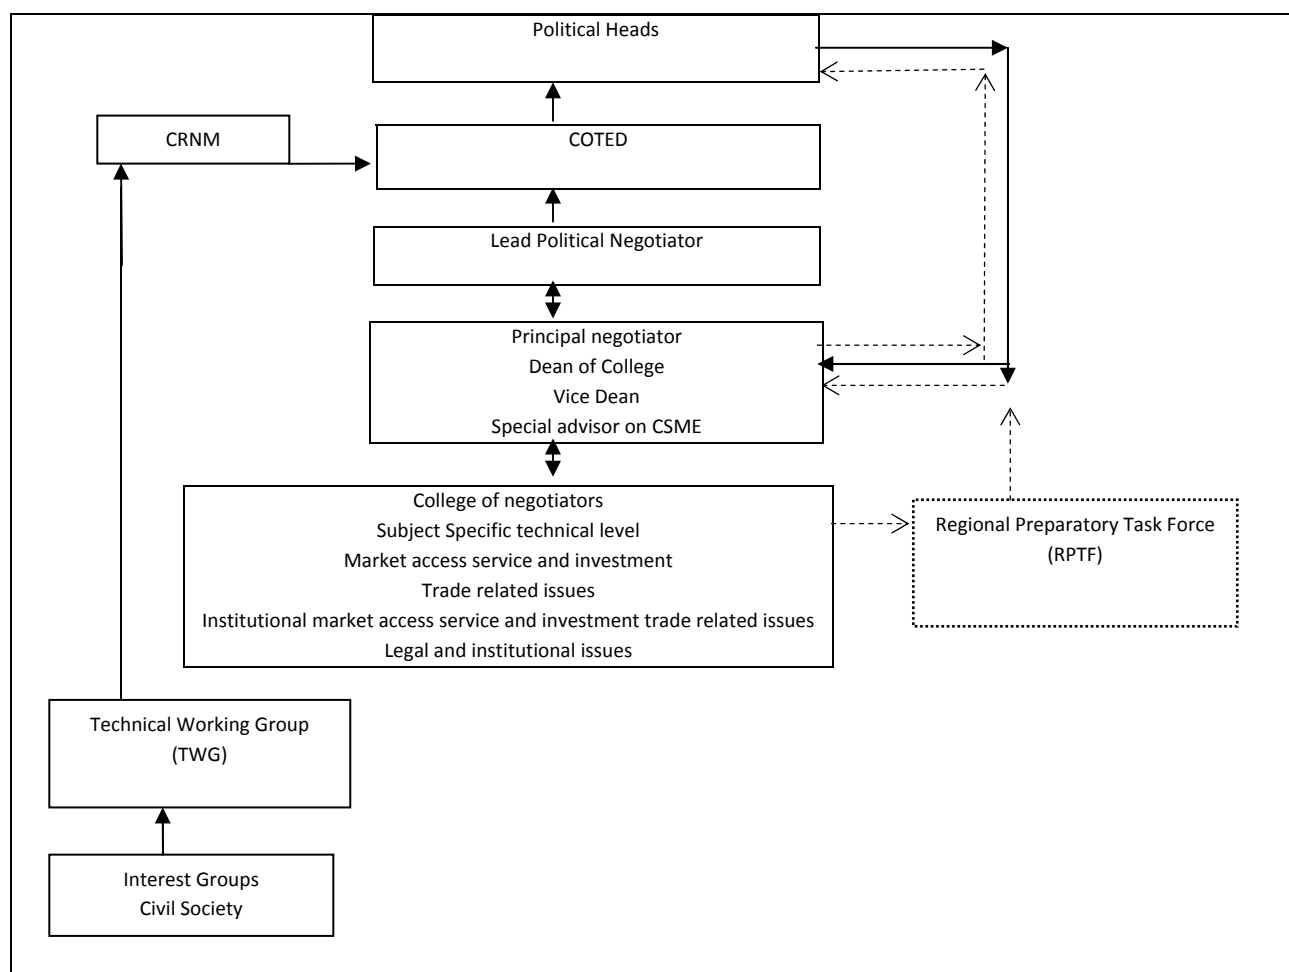 Political Heads
CRNM
COTED
Lead Political Negotiator
Principal negotiator
Dean of College
Vice Dean
Special advisor on CSME
College of negotiators
Subject Specific technical level
Market access service and investment
Trade related issues
Institutional market access service and investment trade related issues
Legal and institutional issues
Regional Preparatory Task Force
(RPTF)
Technical Working Group
(TWG)
Interest Groups
Civil Society